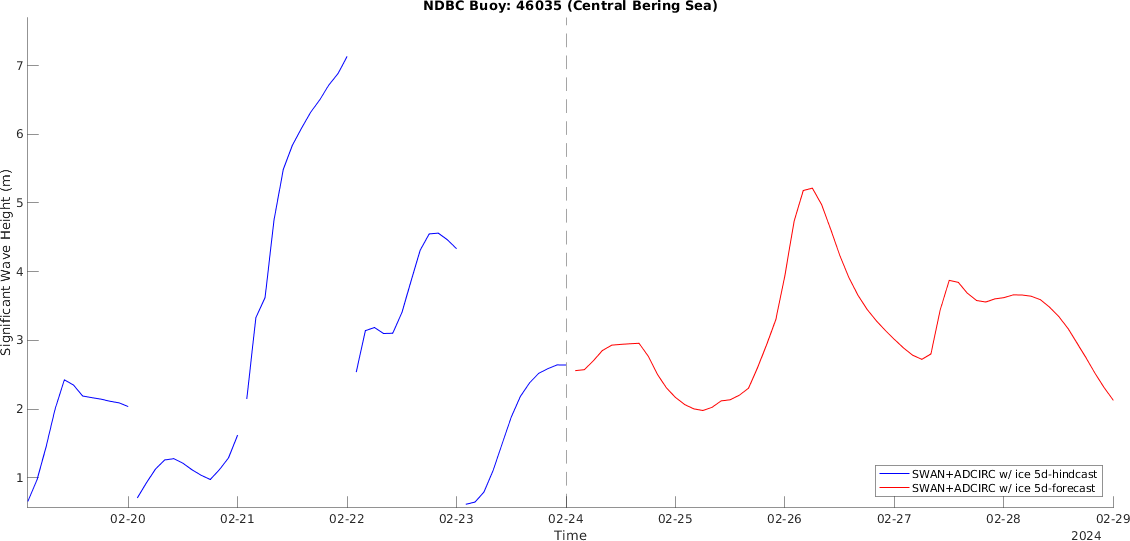 NDBC Buoy: 46035 (Central Bering Sea)
Significant Wave Height (m)
7
6
5
4
3
2
1
SWAN+ADCIRC w/ ice 5d-hindcast
SWAN+ADCIRC w/ ice 5d-forecast
02-20 02-21 02-22 02-23 02-24 02-25 02-26 02-27 02-28 02-29
Time
2024